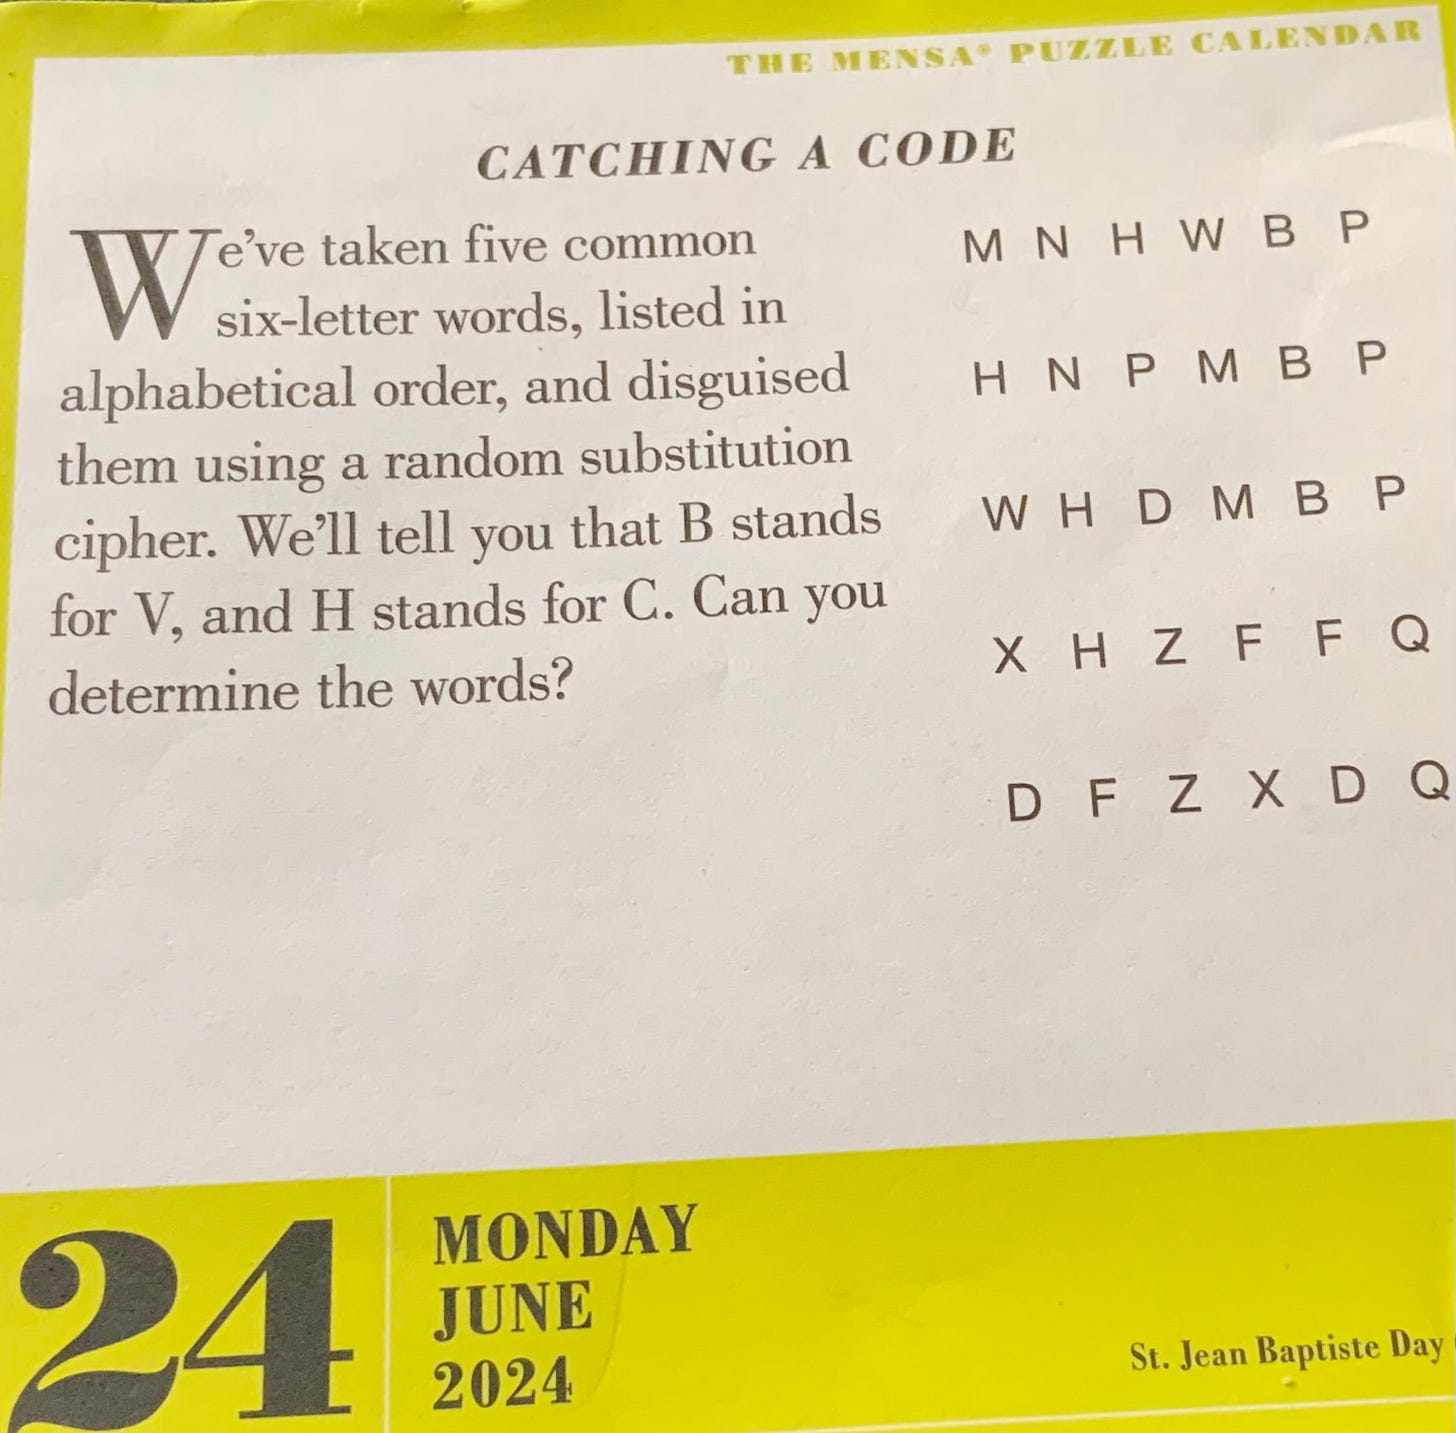 THE MENSA® PUZZLE CALENDAR
CATCHING A CODE
We've taken five common
six-letter words, listed in
alphabetical order, and disguised
them using a random substitution
cipher. We'll tell you that B stands
for V, and H stands for C. Can you
determine the words?
M N H W B P
H N P M B P
W H D M B P
X H Z F F Q
D F Z X D Q
24
MONDAY
JUNE
2024
St. Jean Baptiste Day